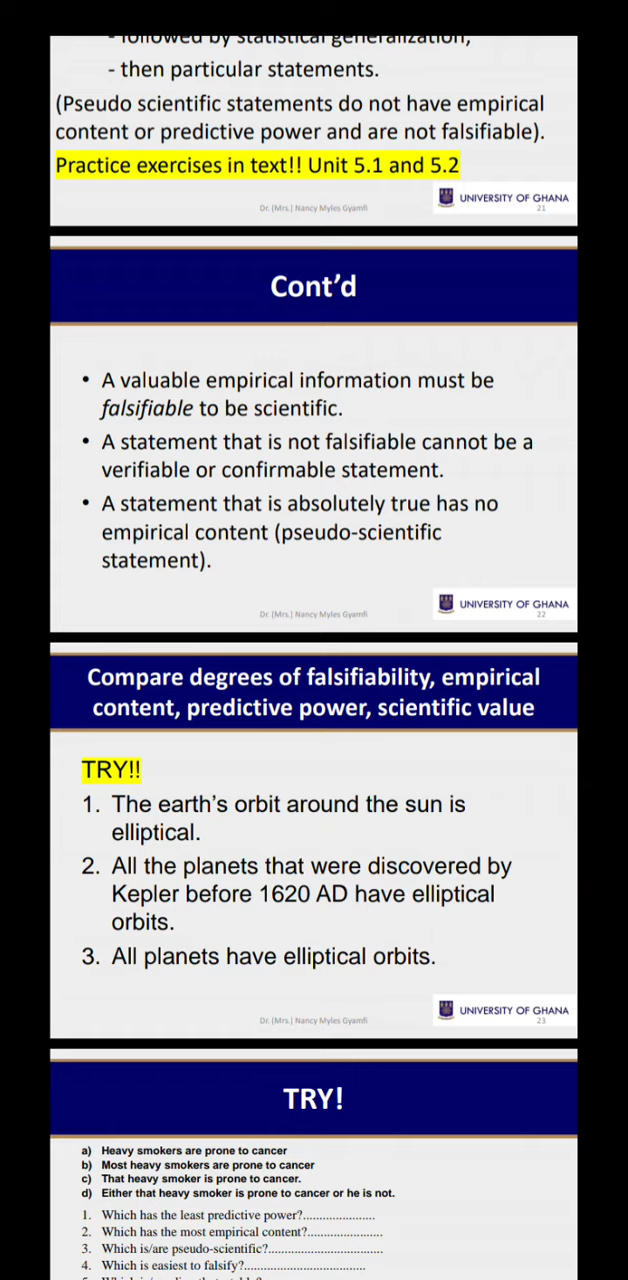 - followed by statistical generalization,
- then particular statements.
(Pseudo scientific statements do not have empirical
content or predictive power and are not falsifiable).
Practice exercises in text!! Unit 5.1 and 5.2
UNIVERSITY OF GHANA
Dr. (Mrs.) Nancy Myles Gyamfi
21
Cont’d
• A valuable empirical information must be
falsifiable to be scientific.
• A statement that is not falsifiable cannot be a
verifiable or confirmable statement.
• A statement that is absolutely true has no
empirical content (pseudo-scientific
statement).
UNIVERSITY OF GHANA
Dr. (Mrs.) Nancy Myles Gyamfi
22
Compare degrees of falsifiability, empirical
content, predictive power, scientific value
TRY!!
1. The earth’s orbit around the sun is
elliptical.
2. All the planets that were discovered by
Kepler before 1620 AD have elliptical
orbits.
3. All planets have elliptical orbits.
UNIVERSITY OF GHANA
Dr. (Mrs.) Nancy Myles Gyamfi
23
TRY!
a) Heavy smokers are prone to cancer
b) Most heavy smokers are prone to cancer
c) That heavy smoker is prone to cancer.
d) Either that heavy smoker is prone to cancer or he is not.
1. Which has the least predictive power?......................
2. Which has the most empirical content?......................
3. Which is/are pseudo-scientific?..................................
4. Which is easiest to falsify?....................................